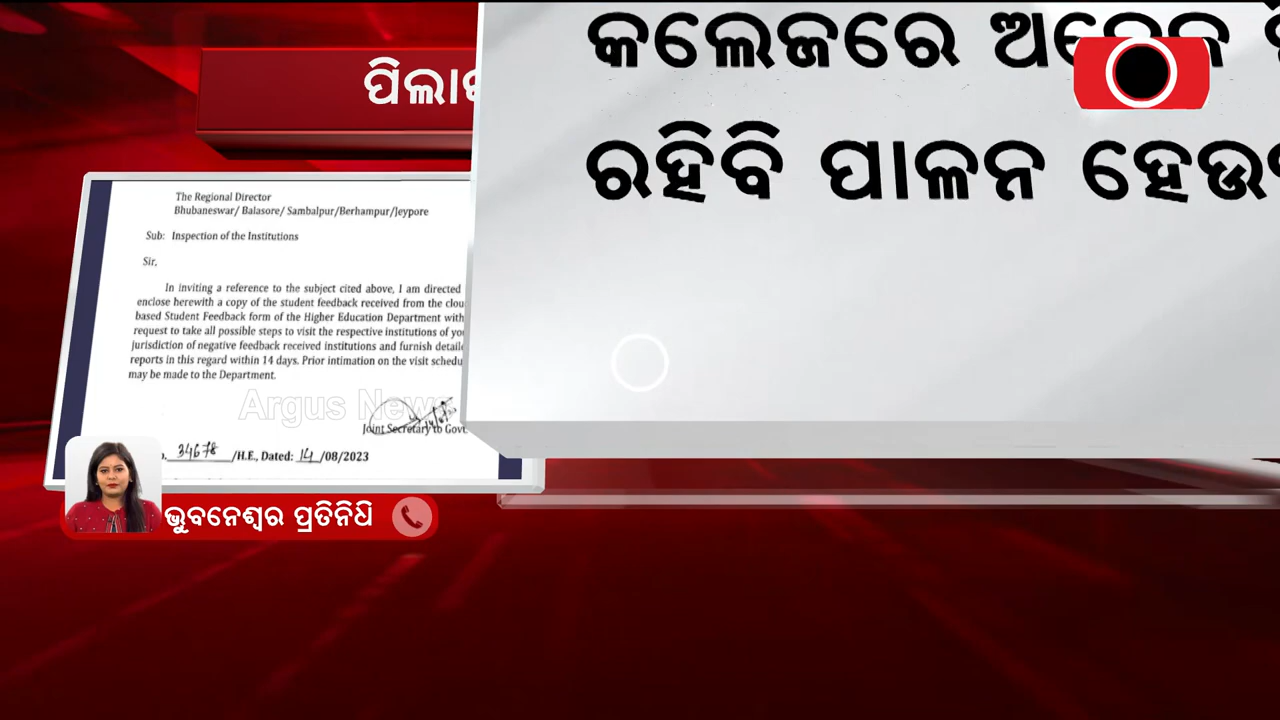 କଲେଜରେ
ରହିବି ପାଳନ
The Regional Director
Bhubaneswar/ Balasore/ Sambalpur/Berhampur/Jeypore
Sub: Inspection of the Institutions
Sir,
In inviting a reference to the subject cited above, I am directed
enclose herewith a copy of the student feedback received from the
based Student Feedback form of the Higher Education Department with
request to take all possible steps to visit the respective institutions of
jurisdiction of negative feedback received institutions and furnish
reports in this regard within 14 days. Prior intimation on the visit
may be made to the Department.
Argus News
Joint Secretary to Govt.
34678 /H.E., Dated: 14 /08/2023
ଭୁବନେଶ୍ୱର ପ୍ରତିନିଧି